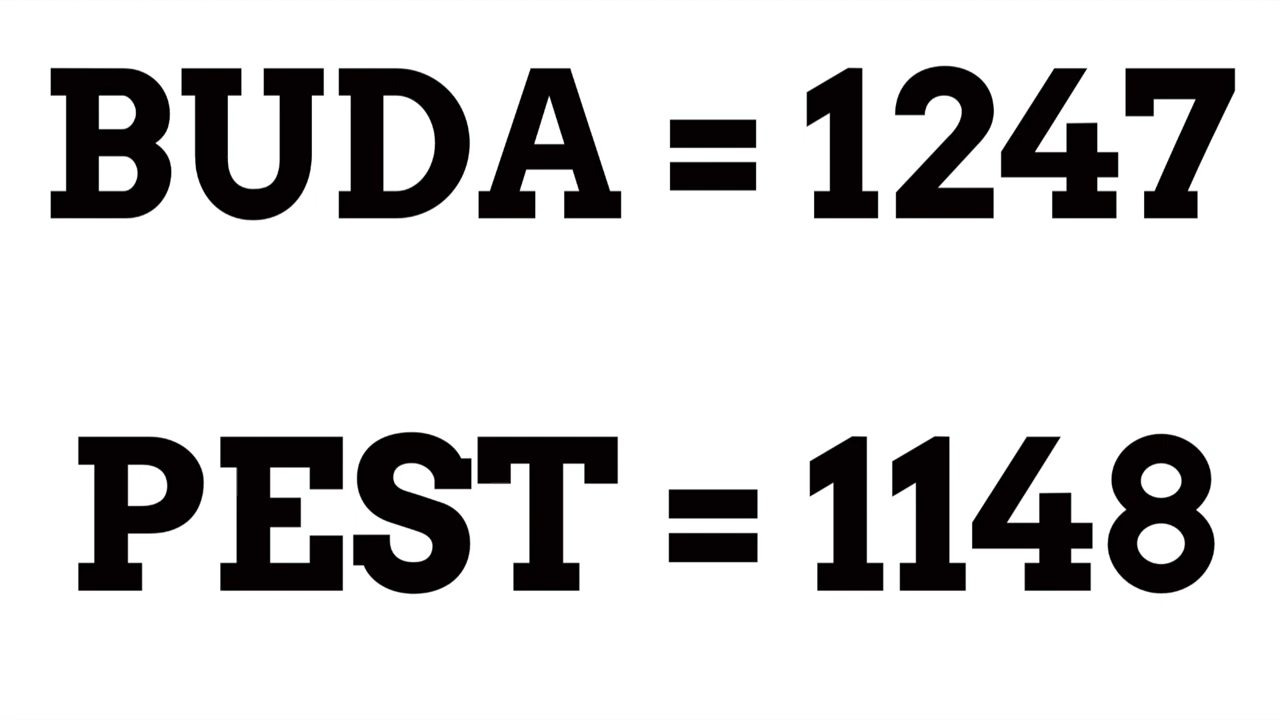 BUDA = 1247
PEST = 1148